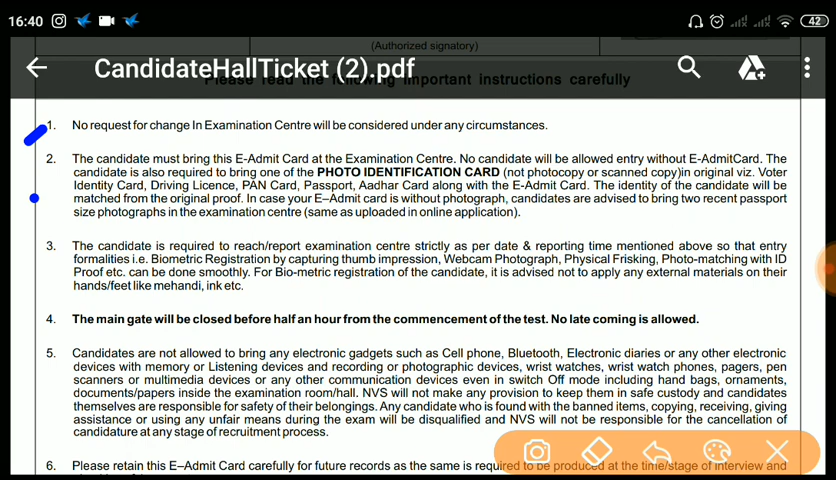 16:40
42
(Authorized signatory)
CandidateHallTicket (2).pdf
Please read the following important instructions carefully
1. No request for change In Examination Centre will be considered under any circumstances.
2. The candidate must bring this E-Admit Card at the Examination Centre. No candidate will be allowed entry without E-AdmitCard. The
candidate is also required to bring one of the PHOTO IDENTIFICATION CARD (not photocopy or scanned copy)in original viz. Voter
Identity Card, Driving Licence, PAN Card, Passport, Aadhar Card along with the E-Admit Card. The identity of the candidate will be
matched from the original proof. In case your E–Admit card is without photograph, candidates are advised to bring two recent passport
size photographs in the examination centre (same as uploaded in online application).
3. The candidate is required to reach/report examination centre strictly as per date & reporting time mentioned above so that entry
formalities i.e. Biometric Registration by capturing thumb impression, Webcam Photograph, Physical Frisking, Photo-matching with ID
Proof etc. can be done smoothly. For Bio-metric registration of the candidate, it is advised not to apply any external materials on their
hands/feet like mehandi, ink etc.
4. The main gate will be closed before half an hour from the commencement of the test. No late coming is allowed.
5. Candidates are not allowed to bring any electronic gadgets such as Cell phone, Bluetooth, Electronic diaries or any other electronic
devices with memory or Listening devices and recording or photographic devices, wrist watches, wrist watch phones, pagers, pen
scanners or multimedia devices or any other communication devices even in switch Off mode including hand bags, ornaments,
documents/papers inside the examination room/hall. NVS will not make any provision to keep them in safe custody and candidates
themselves are responsible for safety of their belongings. Any candidate who is found with the banned items, copying, receiving, giving
assistance or using any unfair means during the exam will be disqualified and NVS will not be responsible for the cancellation of
candidature at any stage of recruitment process.
6. Please retain this E–Admit Card carefully for future records as the same is required to be produced at the time/stage of interview and